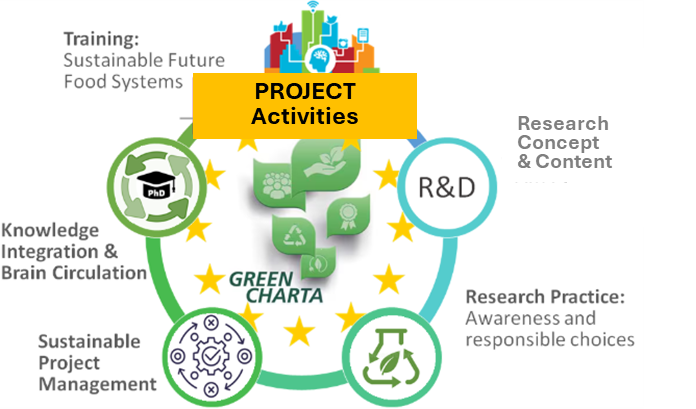 Training:
Sustainable Future
Food Systems
PROJECT
Activities
Research
Concept
& Content
PhD
R&D
Knowledge
Integration &
Brain Circulation
GREEN
CHARTA
Research Practice:
Awareness and
responsible choices
Sustainable
Project
Management